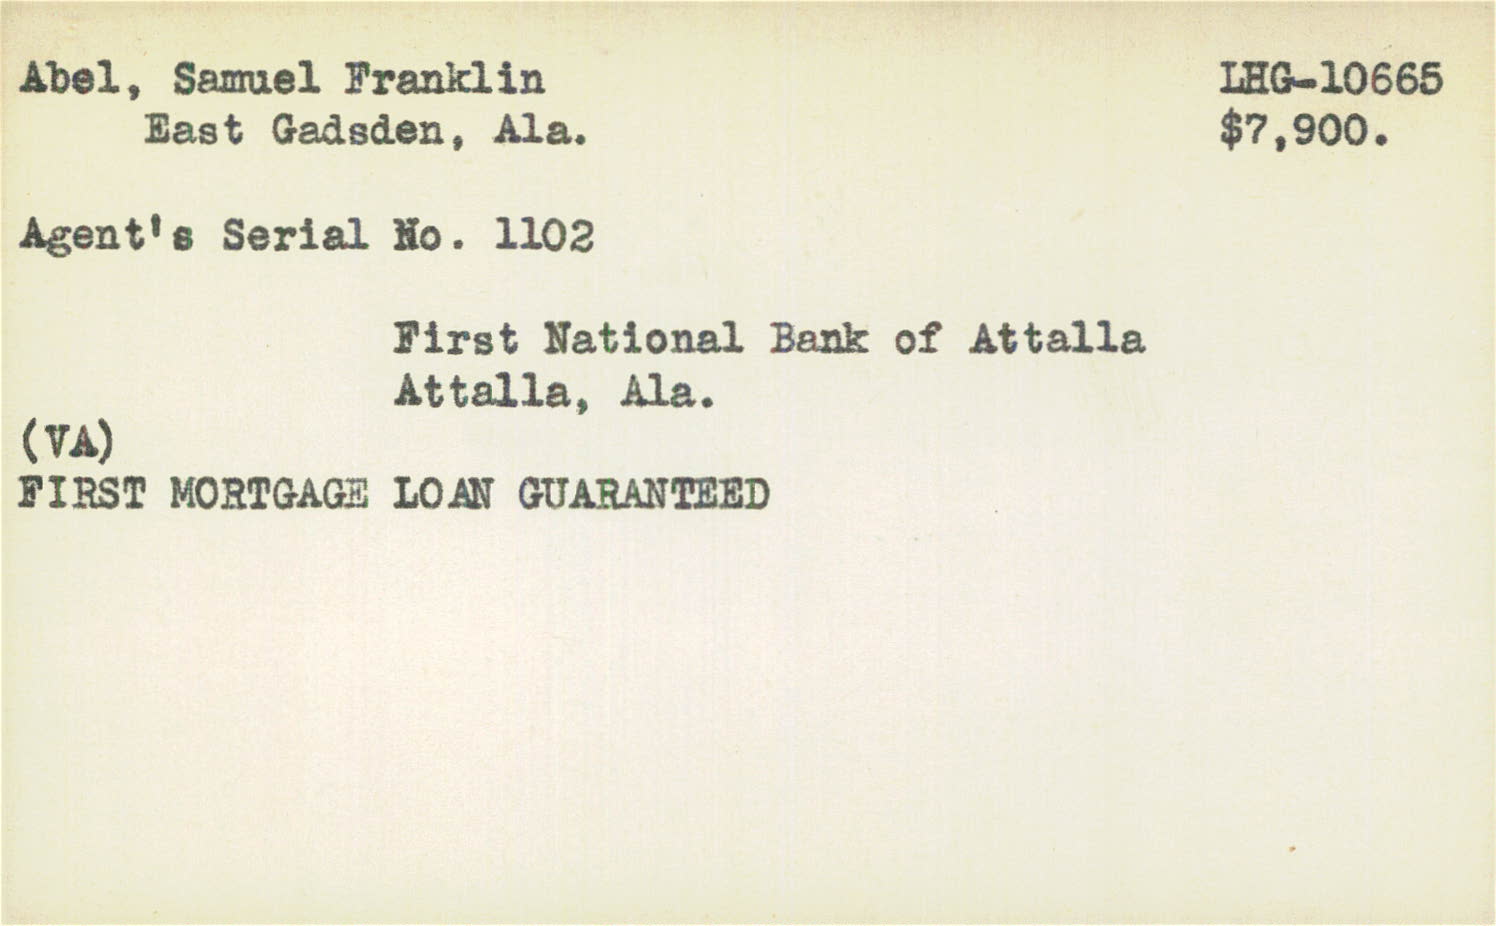 Abel, Samuel Franklin LHG-10665
East Gadsden, Ala. $7,900.
Agent's Serial No. 1102
First National Bank of Attalla
Attalla, Ala.
(VA)
FIRST MORTGAGE LOAN GUARANTEED